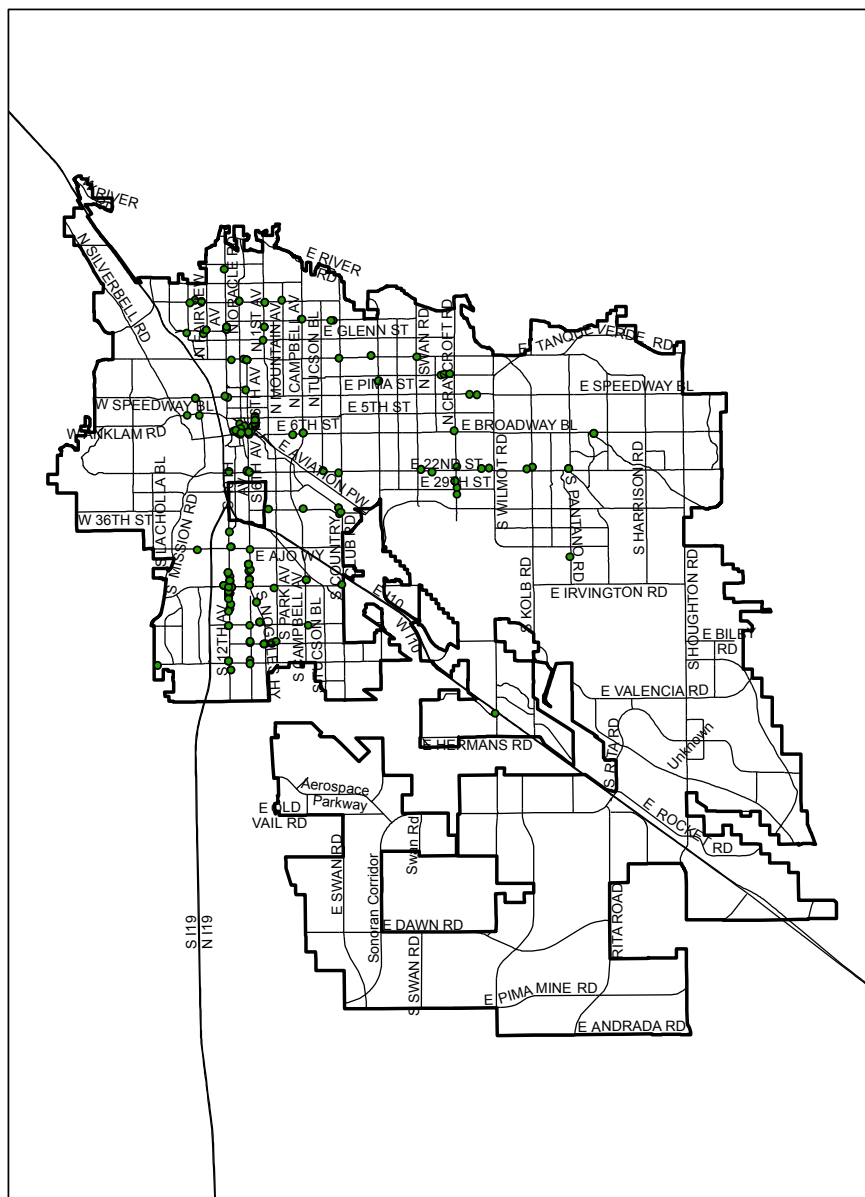 W RIVER
RD
E RIVER
RD
N SILVERBELL RD
N FAIRVIEW
AV
N ORACLE RD
N 1ST AV
N MOUNTAIN AV
N CAMPBELL AV
N TUCSON BL
E GLENN ST
N SWAN RD
N CRAYCROFT RD
E TANQUE VERDE RD
E PIMA ST
E SPEEDWAY BL
W SPEEDWAY BL
E 5TH ST
W ANKLAM RD
E 6TH ST
E BROADWAY BL
S 6TH AV
E AVIATION PW
E 22ND ST
E 29TH ST
S WILMOT RD
S PANTANO RD
S HARRISON RD
S LACHOLLA BL
W 36TH ST
S MISSION RD
E AJO WY
S COUNTRY
CLUB RD
S KOLB RD
E IRVINGTON RD
S HOUGHTON RD
S 12TH AV
S NOGALES HY
S PARK AV
S CAMPBELL AV
S TUCSON BL
E I10
W I10
E BILBY
RD
E VALENCIA RD
E HERMANS RD
S RITA RD
Unknown
Aerospace
Parkway
E OLD
VAIL RD
E ROCKET
RD
E SWAN RD
Swan Rd
Sonoran Corridor
E DAWN RD
RITA ROAD
S I19
N I19
S SWAN RD
E PIMA MINE RD
E ANDRADA RD